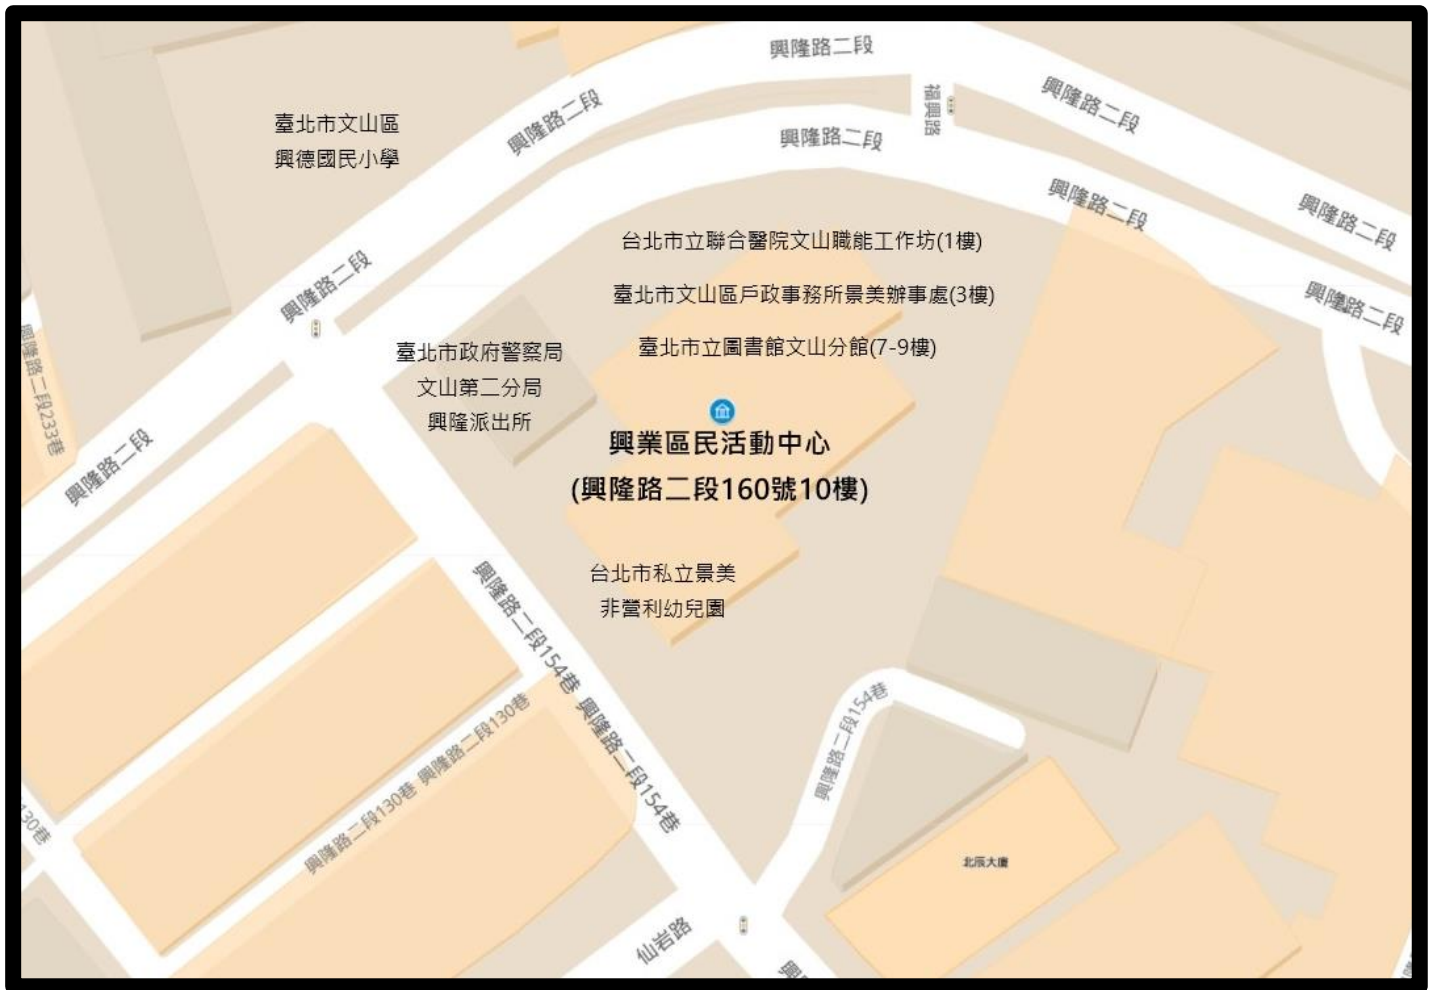 興隆路二段
興隆路二段
福興路
興隆路二段
臺北市文山區
興德國民小學
興隆路二段
興隆路二段
興隆路二段
興隆路二段
台北市立聯合醫院文山職能工作坊(1樓)
興隆路二段
臺北市文山區戶政事務所景美辦事處(3樓)
興隆路二段
興隆路二段233巷
臺北市政府警察局
文山第二分局
興隆派出所
臺北市立圖書館文山分館(7-9樓)
興隆路二段
興業區民活動中心
(興隆路二段160號10樓)
台北市私立景美
非營利幼兒園
興隆路二段154巷
興隆路二段154巷
興隆路二段154巷
興隆路二段130巷
興隆路二段130巷
130巷
北辰大廈
仙岩路
興